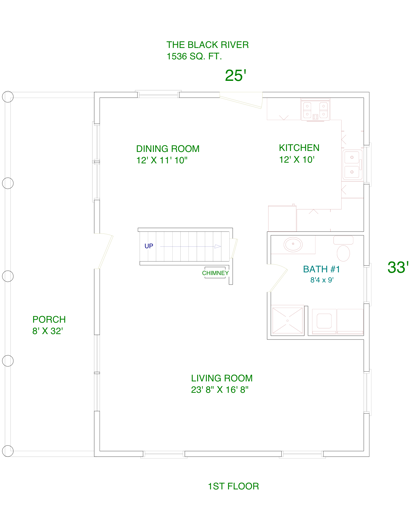 THE BLACK RIVER
1536 SQ. FT.
25'
DINING ROOM
12' X 11' 10"
KITCHEN
12' X 10'
UP
CHIMNEY
BATH #1
8'4 x 9'
33'
PORCH
8' X 32'
LIVING ROOM
23' 8" X 16' 8"
1ST FLOOR